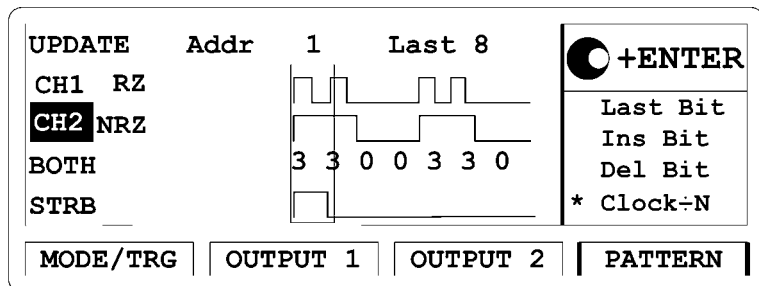 UPDATE Addr 1 Last 8
+ENTER
CH1 RZ
CH2 NRZ
BOTH 3 3 0 0 3 3 0
STRB
Last Bit
Ins Bit
Del Bit
* Clock÷N
MODE/TRG OUTPUT 1 OUTPUT 2 PATTERN